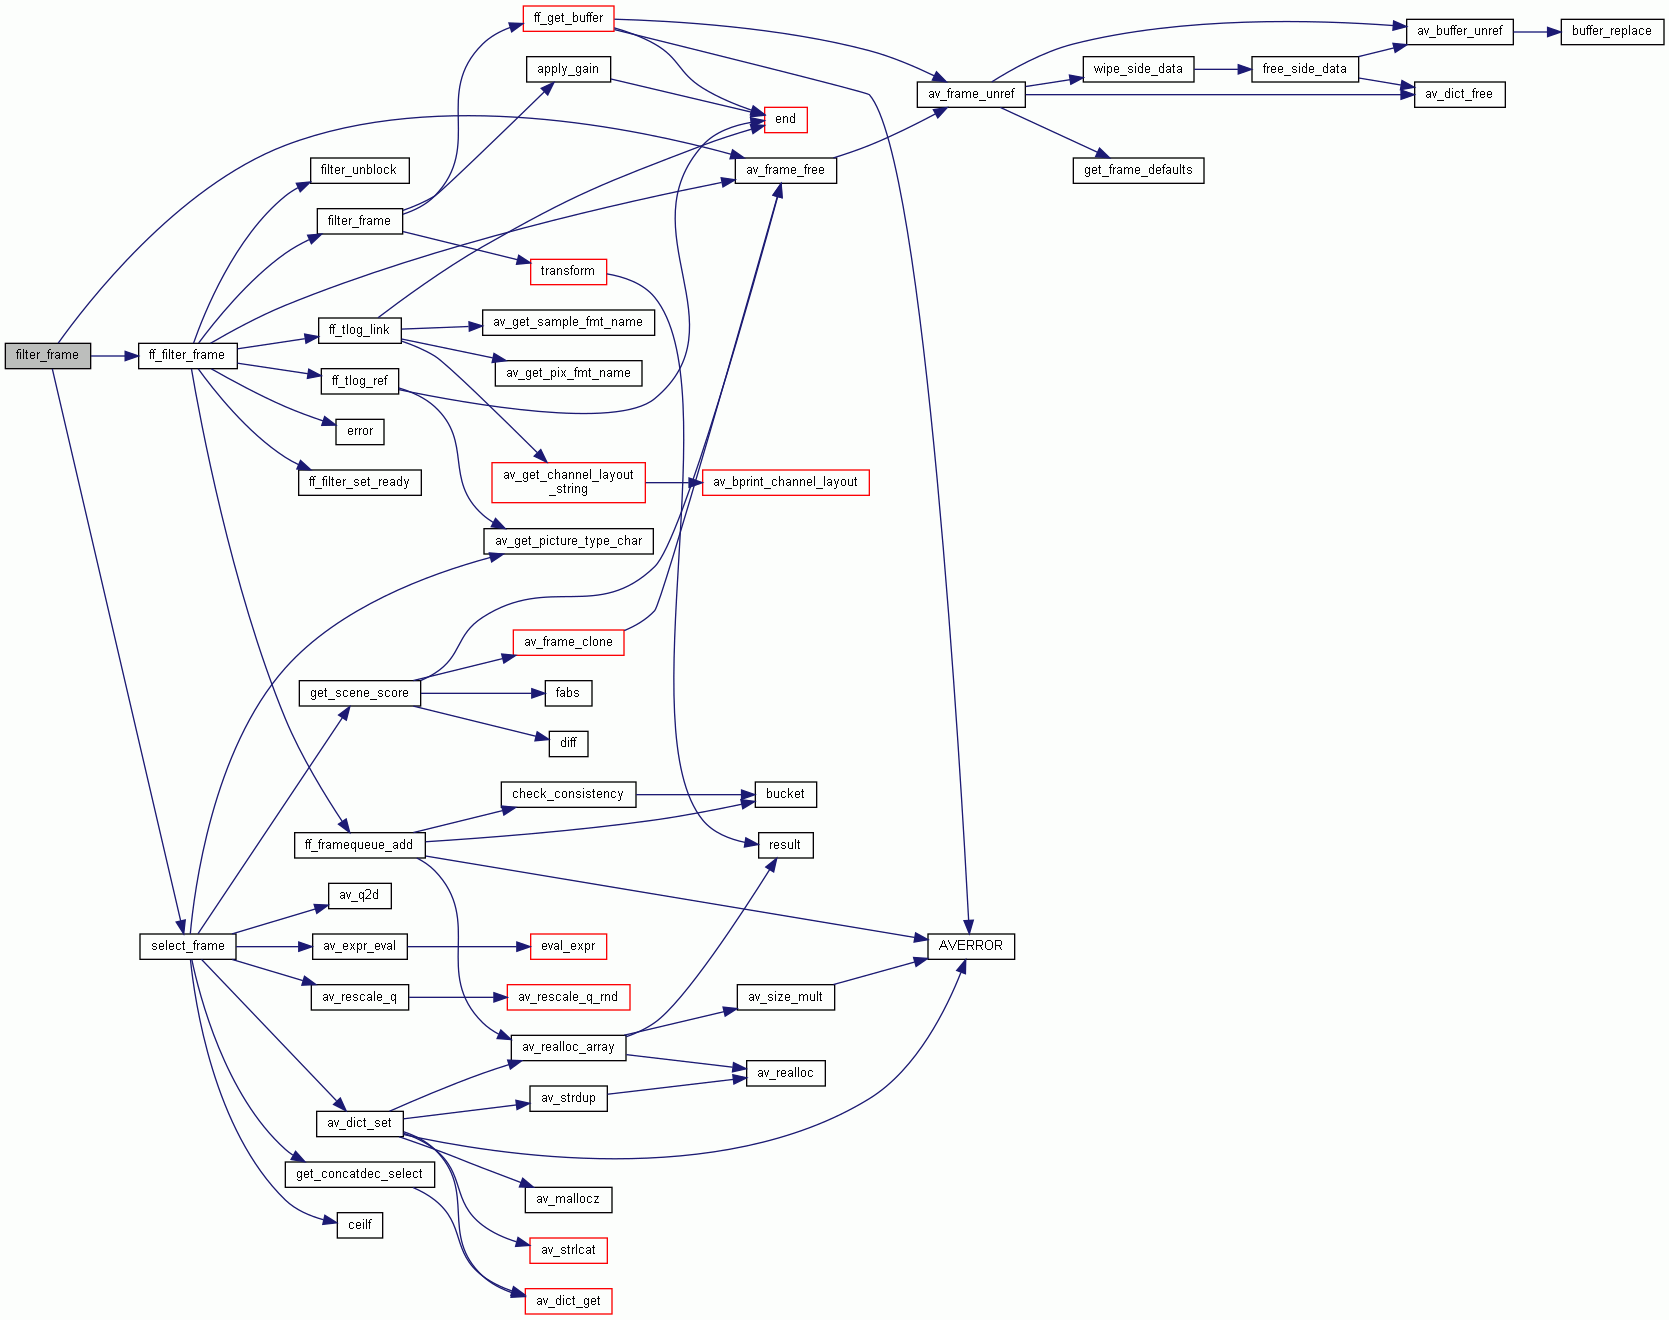 ff_get_buffer
av_buffer_unref
buffer_replace
apply_gain
wipe_side_data
free_side_data
av_frame_unref
av_dict_free
end
filter_unblock
av_frame_free
get_frame_defaults
filter_frame
transform
av_get_sample_fmt_name
ff_tlog_link
filter_frame
ff_filter_frame
av_get_pix_fmt_name
ff_tlog_ref
error
av_get_channel_layout
_string
av_bprint_channel_layout
ff_filter_set_ready
av_get_picture_type_char
av_frame_clone
get_scene_score
fabs
diff
check_consistency
bucket
ff_framequeue_add
result
av_q2d
select_frame
av_expr_eval
eval_expr
AVERROR
av_rescale_q
av_rescale_q_rnd
av_size_mult
av_realloc_array
av_realloc
av_strdup
av_dict_set
get_concatdec_select
av_mallocz
ceilf
av_strlcat
av_dict_get